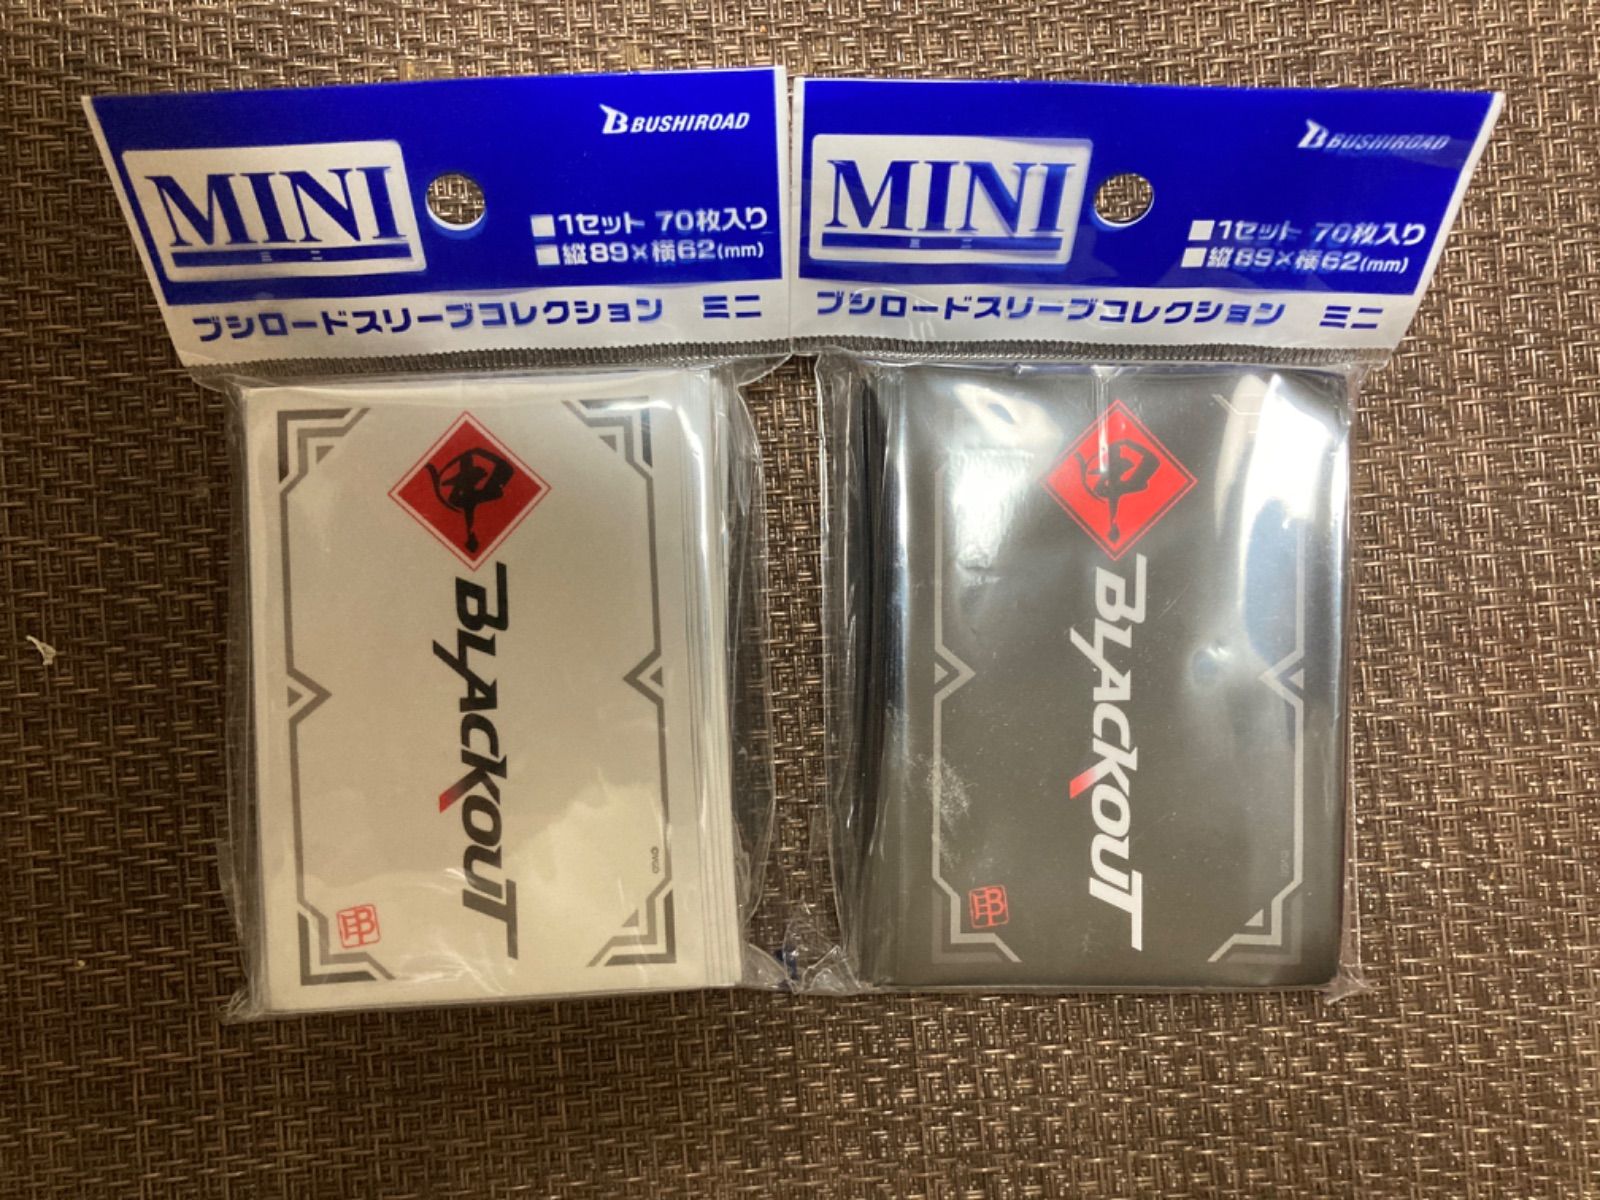 BUSHIROAD
MINI
ミニ
■1セット 70枚入り
■縦89×横62(mm)
ブシロードスリーブコレクション ミニ
BLACKOUT
©VGD
BUSHIROAD
MINI
ミニ
■1セット 70枚入り
■縦89×横62(mm)
ブシロードスリーブコレクション ミニ
BLACKOUT